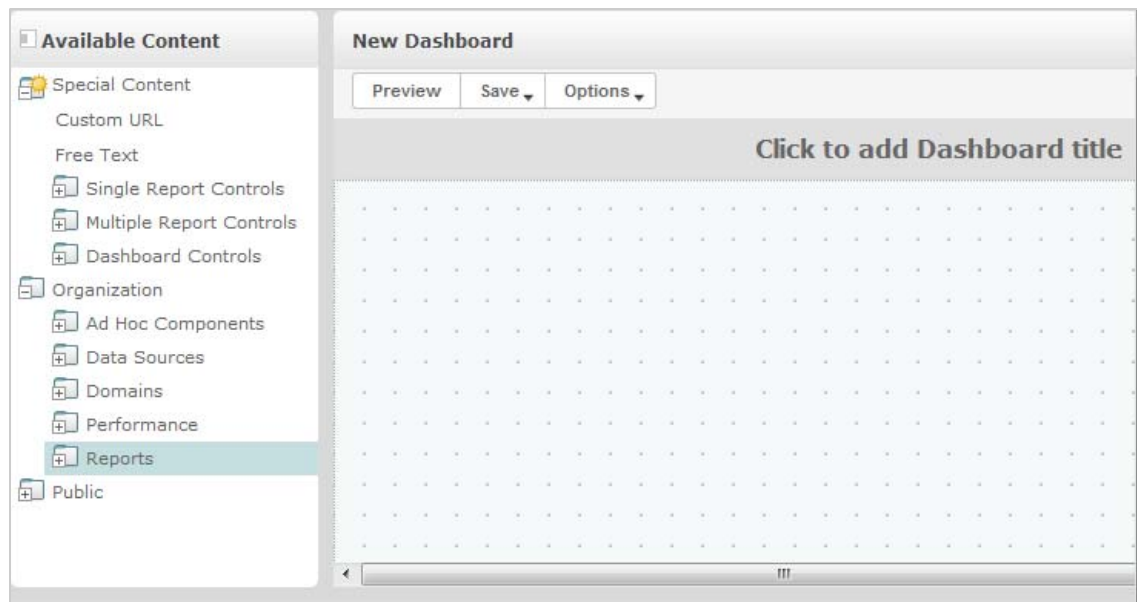 Available Content
Special Content
Custom URL
Free Text
Single Report Controls
Multiple Report Controls
Dashboard Controls
Organization
Ad Hoc Components
Data Sources
Domains
Performance
Reports
Public
New Dashboard
Preview Save Options
Click to add Dashboard title